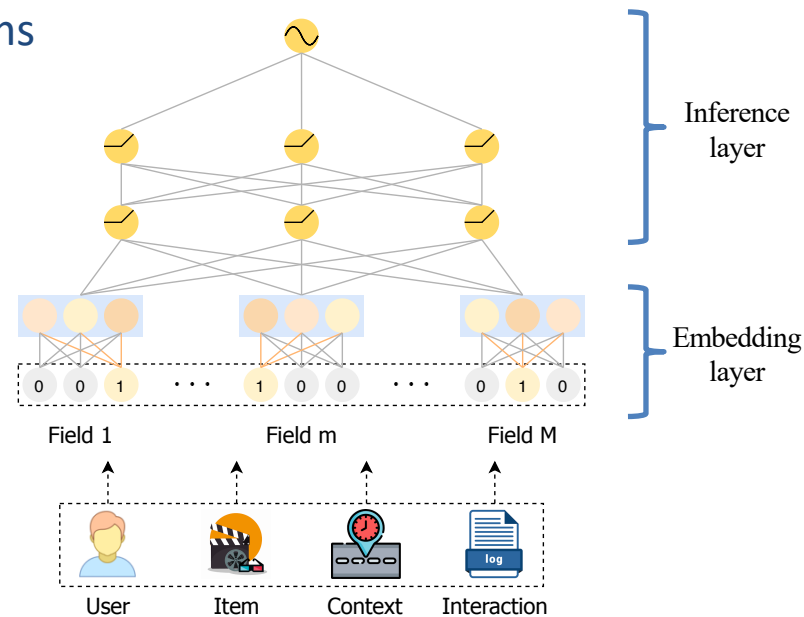 ns
Inference
layer
Embedding
layer
0 0 1 · · · 1 0 0 · · · 0 1 0
Field 1 Field m Field M
log
User Item Context Interaction